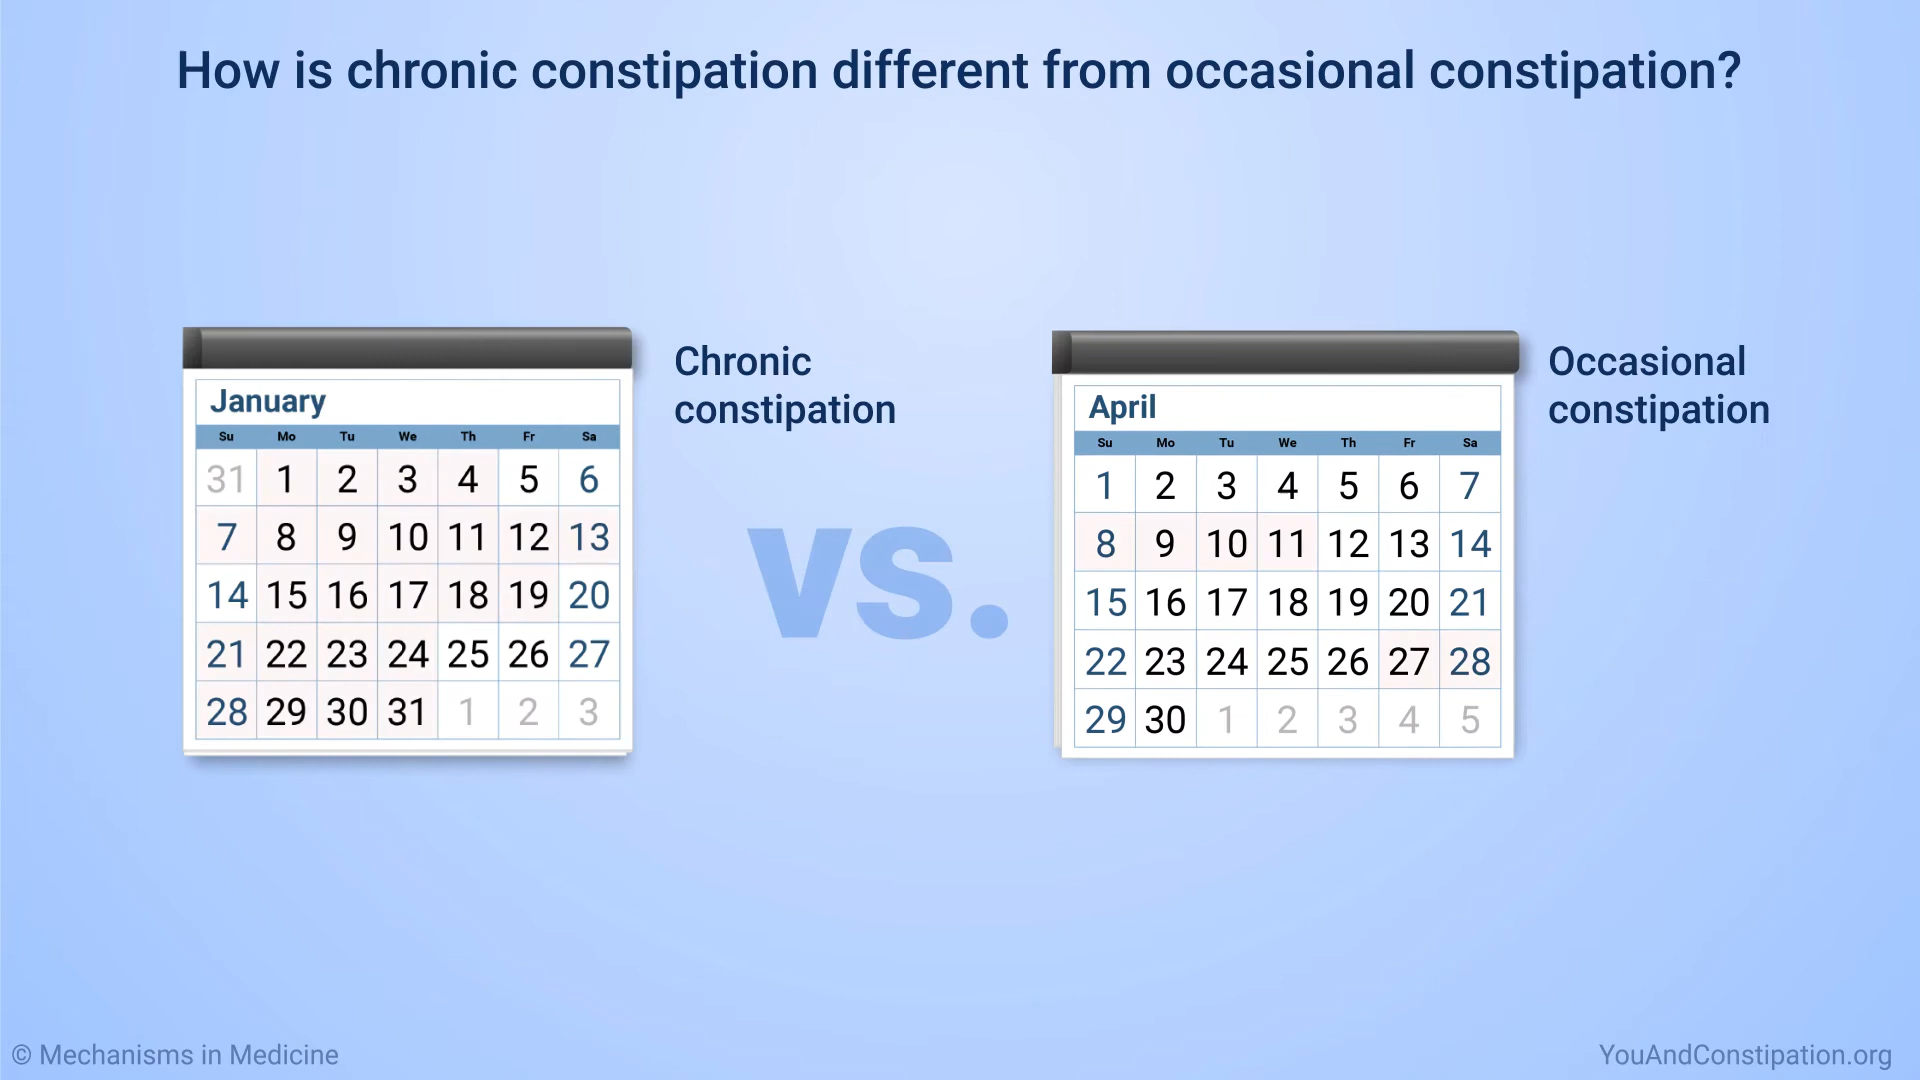 How is chronic constipation different from occasional constipation?
January
Su Mo Tu We Th Fr Sa
31 1 2 3 4 5 6
7 8 9 10 11 12 13
14 15 16 17 18 19 20
21 22 23 24 25 26 27
28 29 30 31 1 2 3
Chronic
constipation
vs.
April
Su Mo Tu We Th Fr Sa
1 2 3 4 5 6 7
8 9 10 11 12 13 14
15 16 17 18 19 20 21
22 23 24 25 26 27 28
29 30 1 2 3 4 5
Occasional
constipation
© Mechanisms in Medicine
YouAndConstipation.org